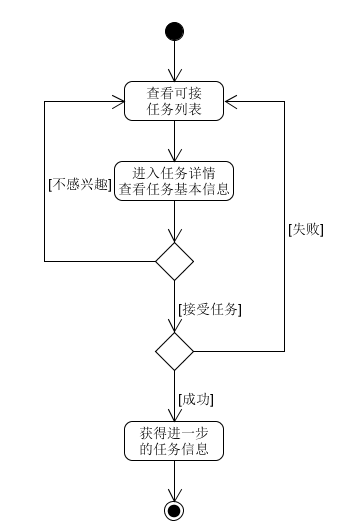 查看可接
任务列表
进入任务详情
查看任务基本信息
[不感兴趣]
[失败]
[接受任务]
[成功]
获得进一步
的任务信息